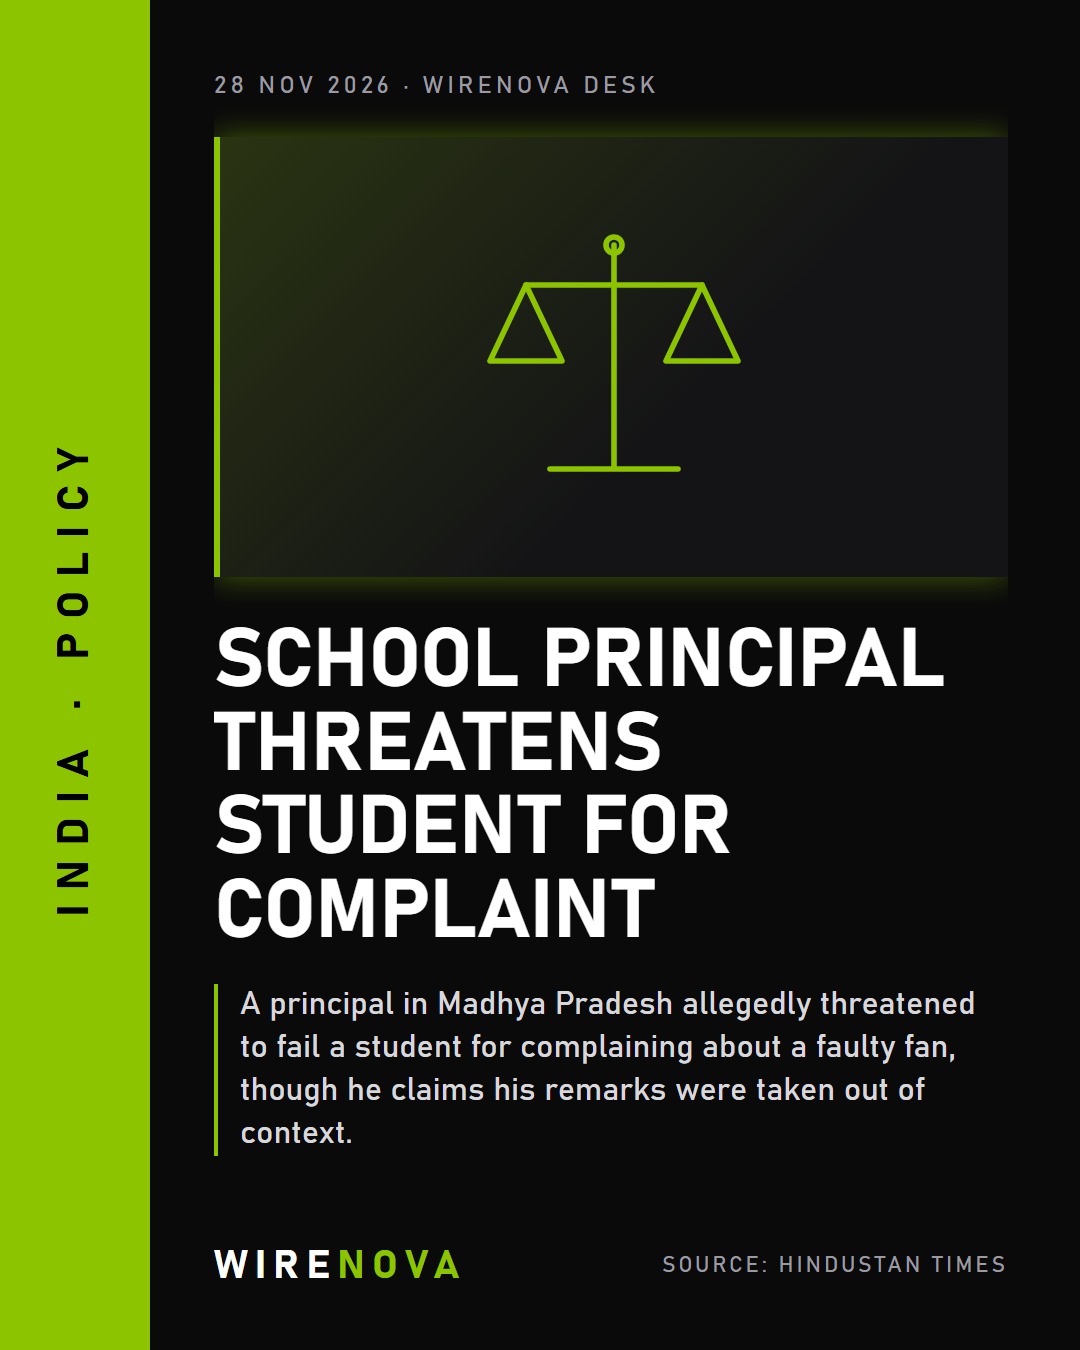 INDIA · POLICY
28 NOV 2026 · WIRENOVA DESK
SCHOOL PRINCIPAL
THREATENS
STUDENT FOR
COMPLAINT
A principal in Madhya Pradesh allegedly threatened
to fail a student for complaining about a faulty fan,
though he claims his remarks were taken out of
context.
WIRENOVA
SOURCE: HINDUSTAN TIMES